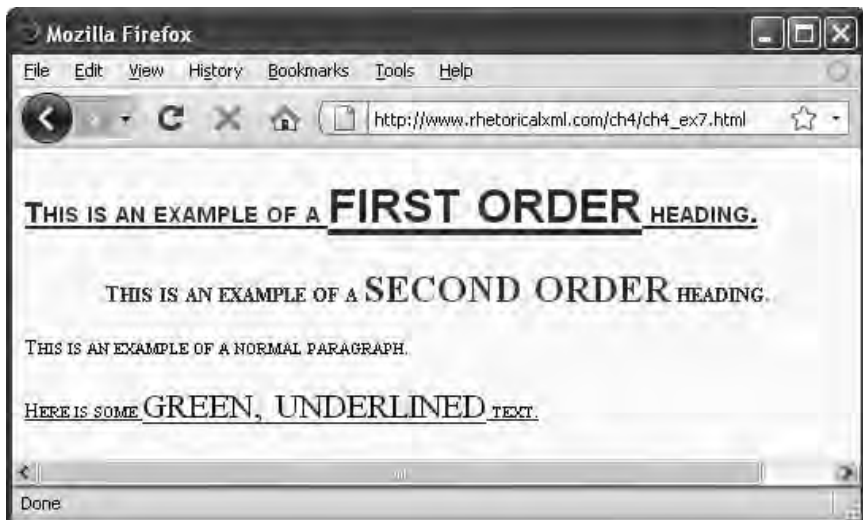 Mozilla Firefox
File Edit View History Bookmarks Tools Help
http://www.rhetoricalxml.com/ch4/ch4_ex7.html
THIS IS AN EXAMPLE OF A FIRST ORDER HEADING.
THIS IS AN EXAMPLE OF A SECOND ORDER HEADING.
THIS IS AN EXAMPLE OF A NORMAL PARAGRAPH.
HERE IS SOME GREEN, UNDERLINED TEXT.
Done